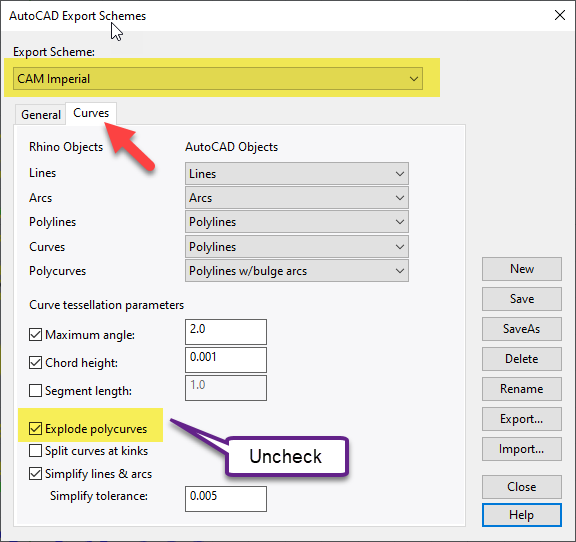 AutoCAD Export Schemes
Export Scheme:
CAM Imperial
General Curves
Rhino Objects AutoCAD Objects
Lines Lines
Arcs Arcs
Polylines Polylines
Curves Polylines
Polycurves Polylines w/bulge arcs
Curve tessellation parameters
Maximum angle: 2.0
Chord height: 0.001
Segment length: 1.0
Explode polycurves
Split curves at kinks
Simplify lines & arcs
Simplify tolerance: 0.005
Uncheck
New
Save
SaveAs
Delete
Rename
Export...
Import...
Close
Help